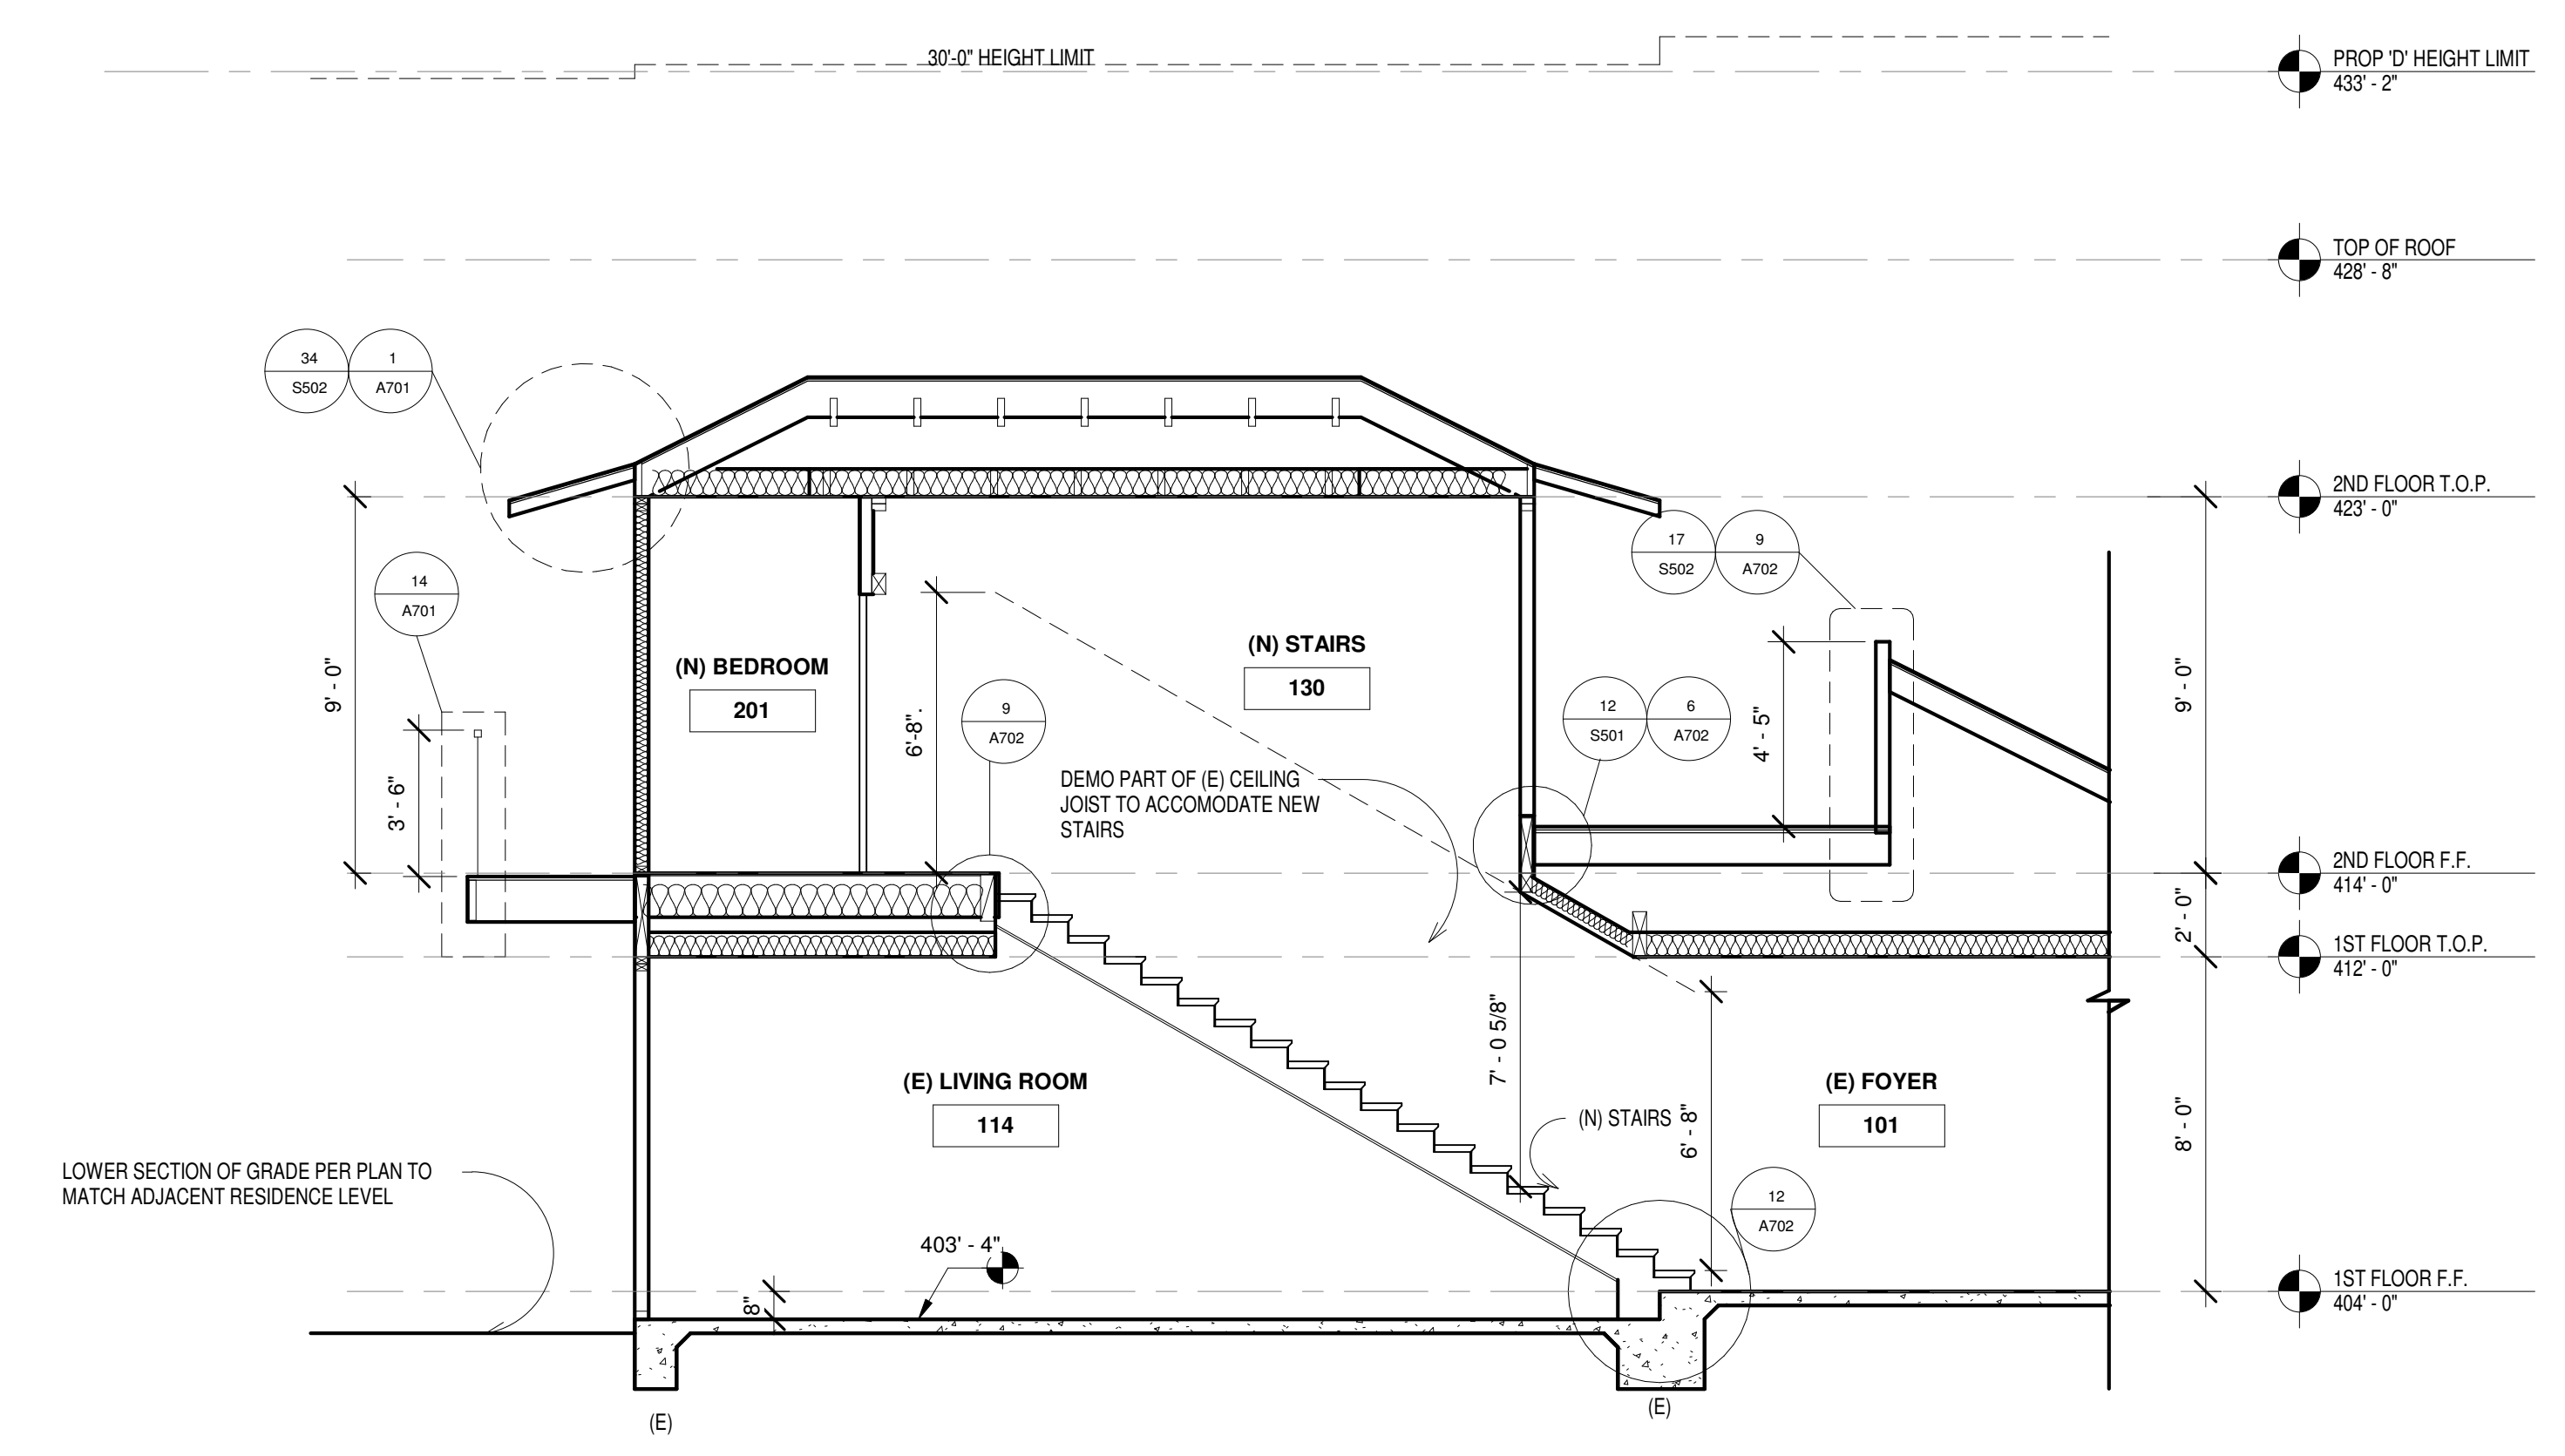 30'-0" HEIGHT LIMIT
PROP 'D' HEIGHT LIMIT
433' - 2"
TOP OF ROOF
428' - 8"
34
S502
1
A701
2ND FLOOR T.O.P.
423' - 0"
17
S502
9
A702
14
A701
(N) BEDROOM
201
(N) STAIRS
130
9' - 0"
3' - 6"
6'-8".
9
A702
DEMO PART OF (E) CEILING
JOIST TO ACCOMODATE NEW
STAIRS
12
S501
6
A702
4' - 5"
9' - 0"
2ND FLOOR F.F.
414' - 0"
2' - 0"
1ST FLOOR T.O.P.
412' - 0"
7' - 0 5/8"
(E) LIVING ROOM
114
(N) STAIRS
6' - 8"
(E) FOYER
101
8' - 0"
LOWER SECTION OF GRADE PER PLAN TO
MATCH ADJACENT RESIDENCE LEVEL
12
A702
403' - 4"
8"
1ST FLOOR F.F.
404' - 0"
(E)
(E)